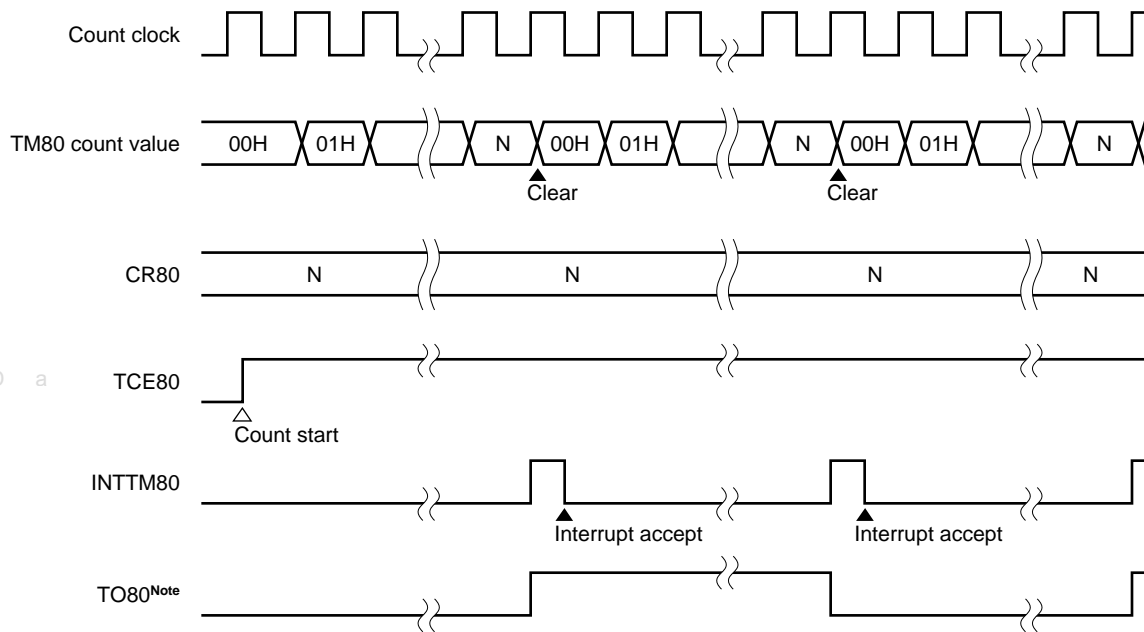 Count clock
TM80 count value 00H 01H N 00H 01H N 00H 01H N
Clear Clear
CR80 N N N N
TCE80
Count start
INTTM80
Interrupt accept Interrupt accept
TO80Note